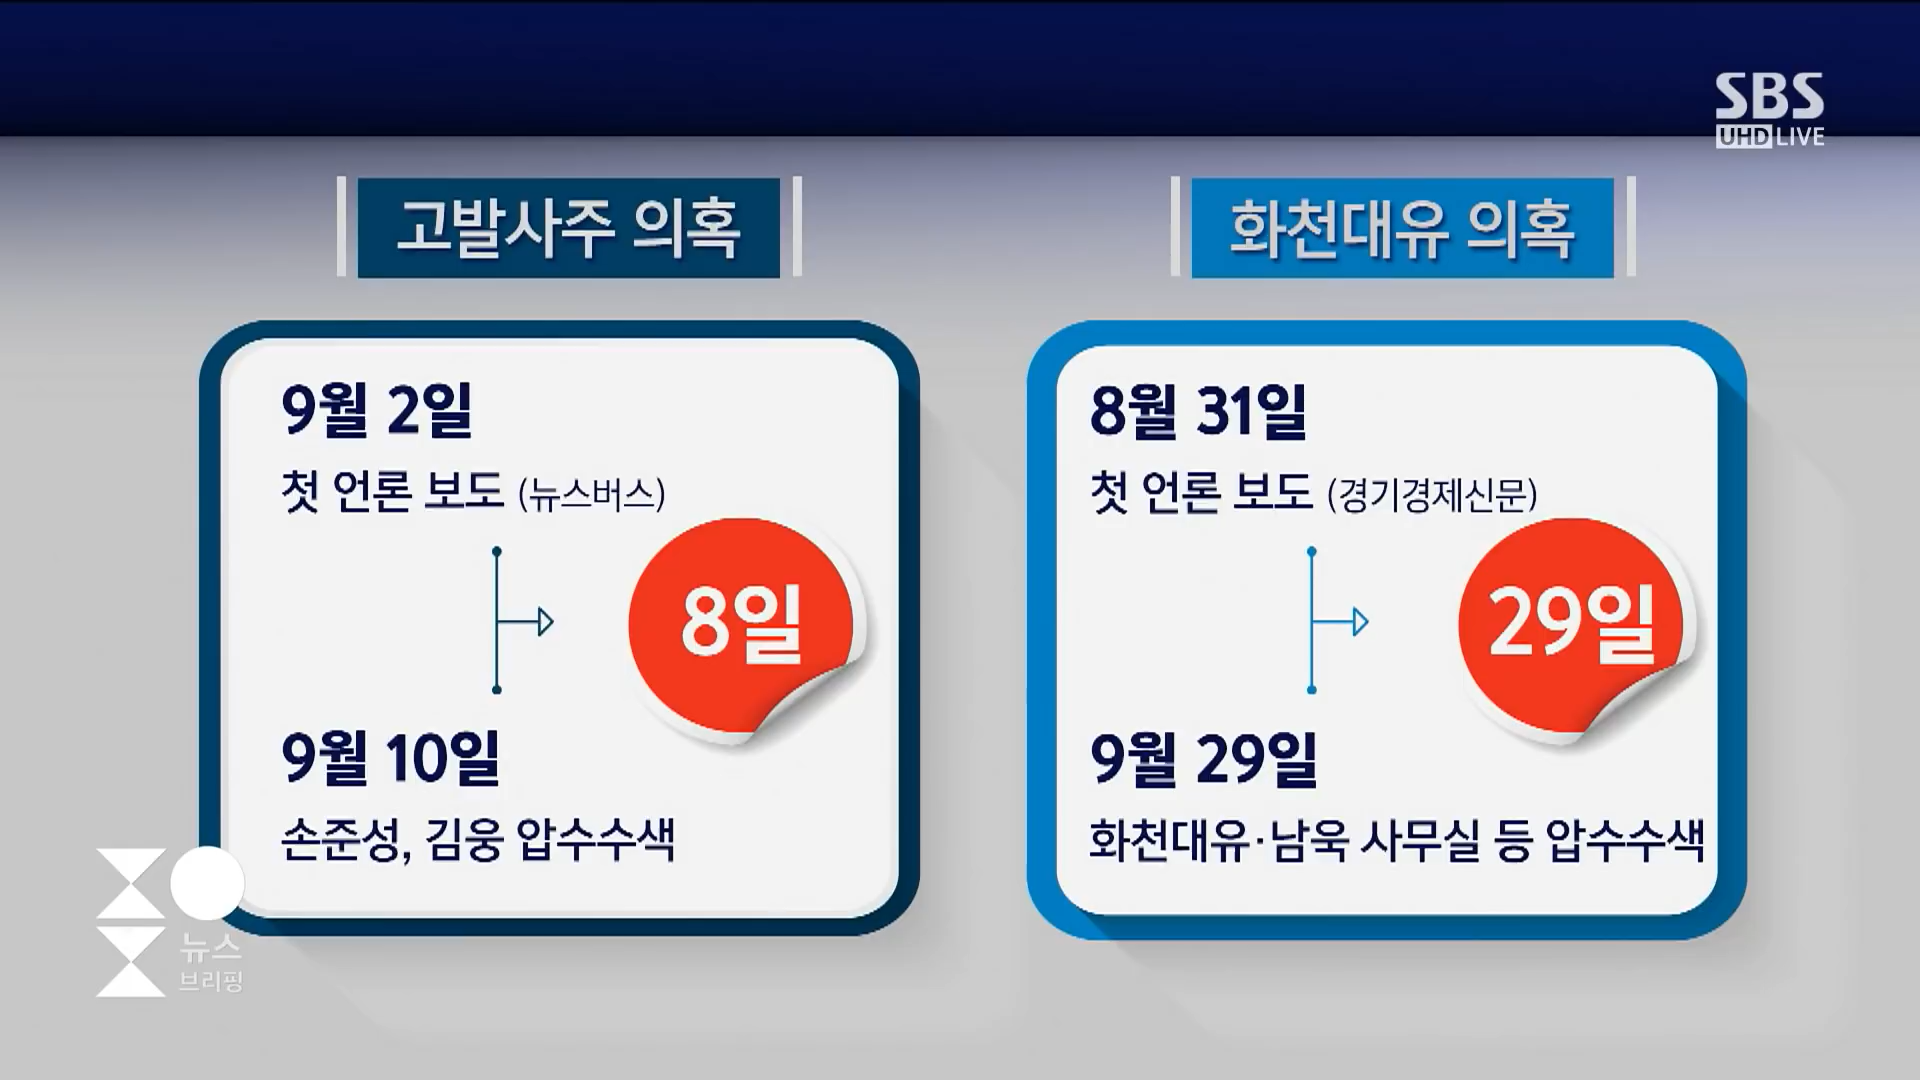 SBS
UHD LIVE
고발사주 의혹
9월 2일
첫 언론 보도 (뉴스버스)
8일
9월 10일
손준성, 김웅 압수수색
화천대유 의혹
8월 31일
첫 언론 보도 (경기경제신문)
29일
9월 29일
화천대유·남욱 사무실 등 압수수색
뉴스
브리핑